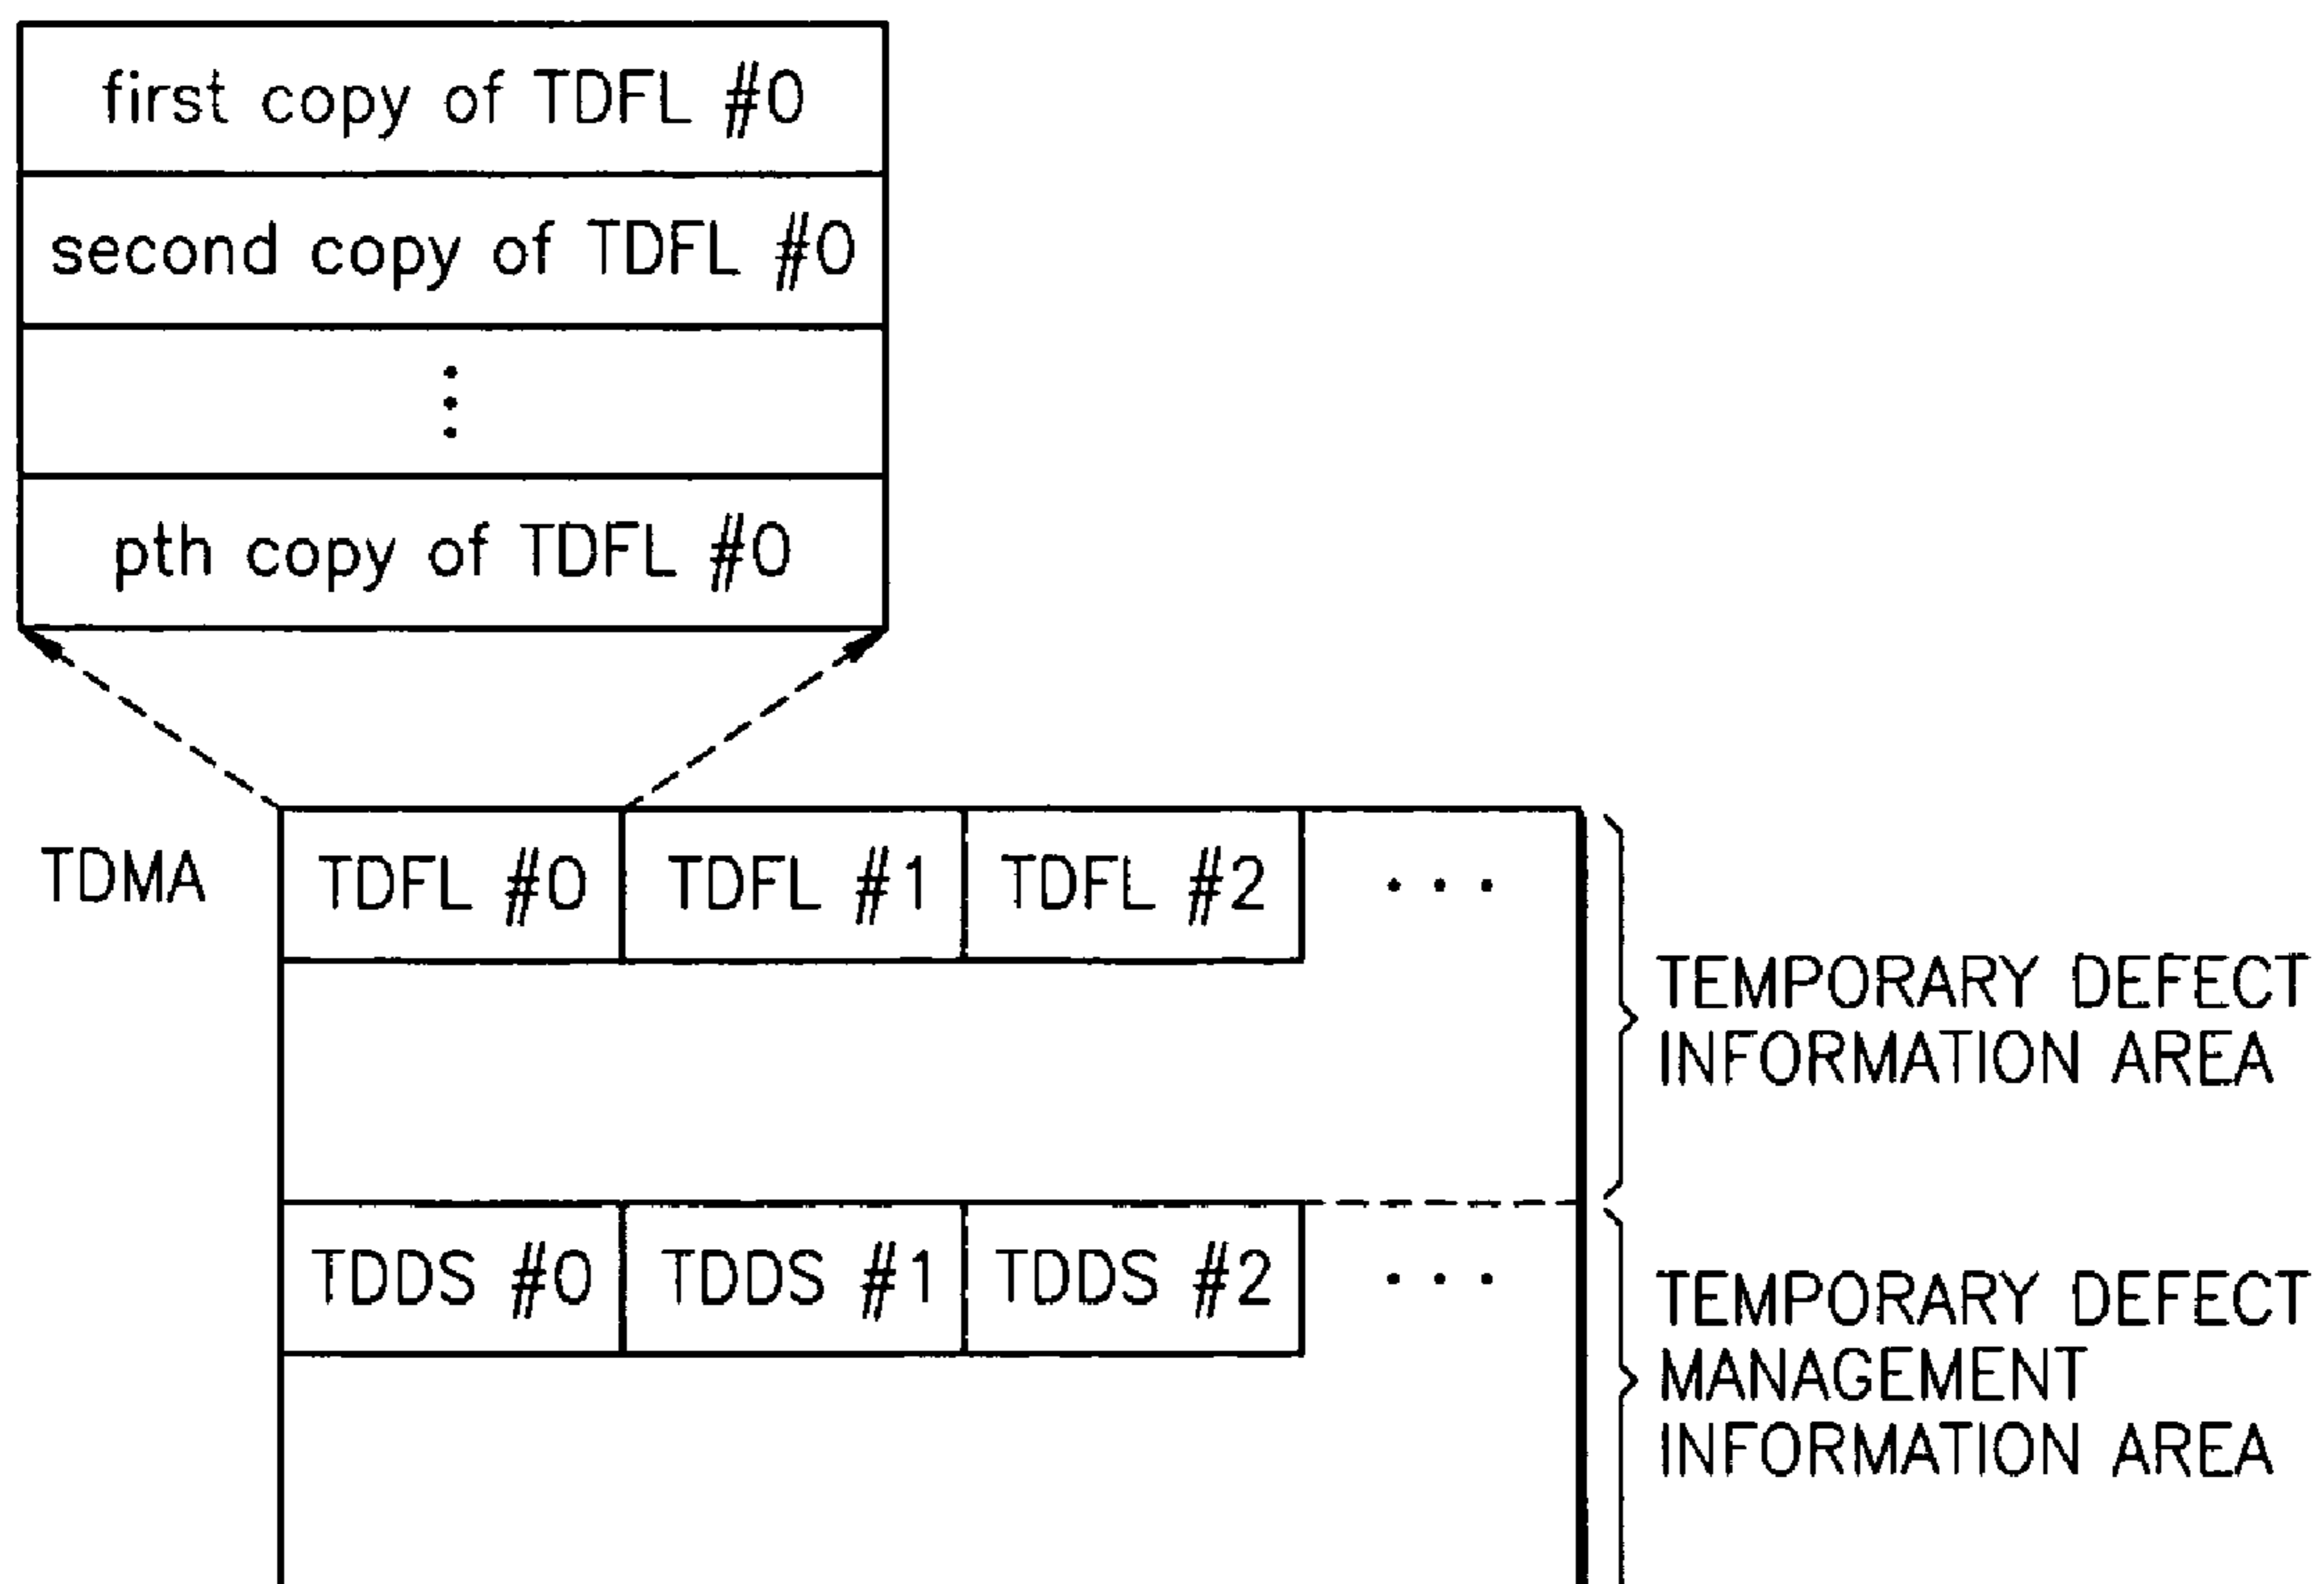 first copy of TDFL #0
second copy of TDFL #0
⋮
pth copy of TDFL #0
TDMA
TDFL #0
TDFL #1
TDFL #2
· · ·
TEMPORARY DEFECT
INFORMATION AREA
TDDS #0
TDDS #1
TDDS #2
· · ·
TEMPORARY DEFECT
MANAGEMENT
INFORMATION AREA